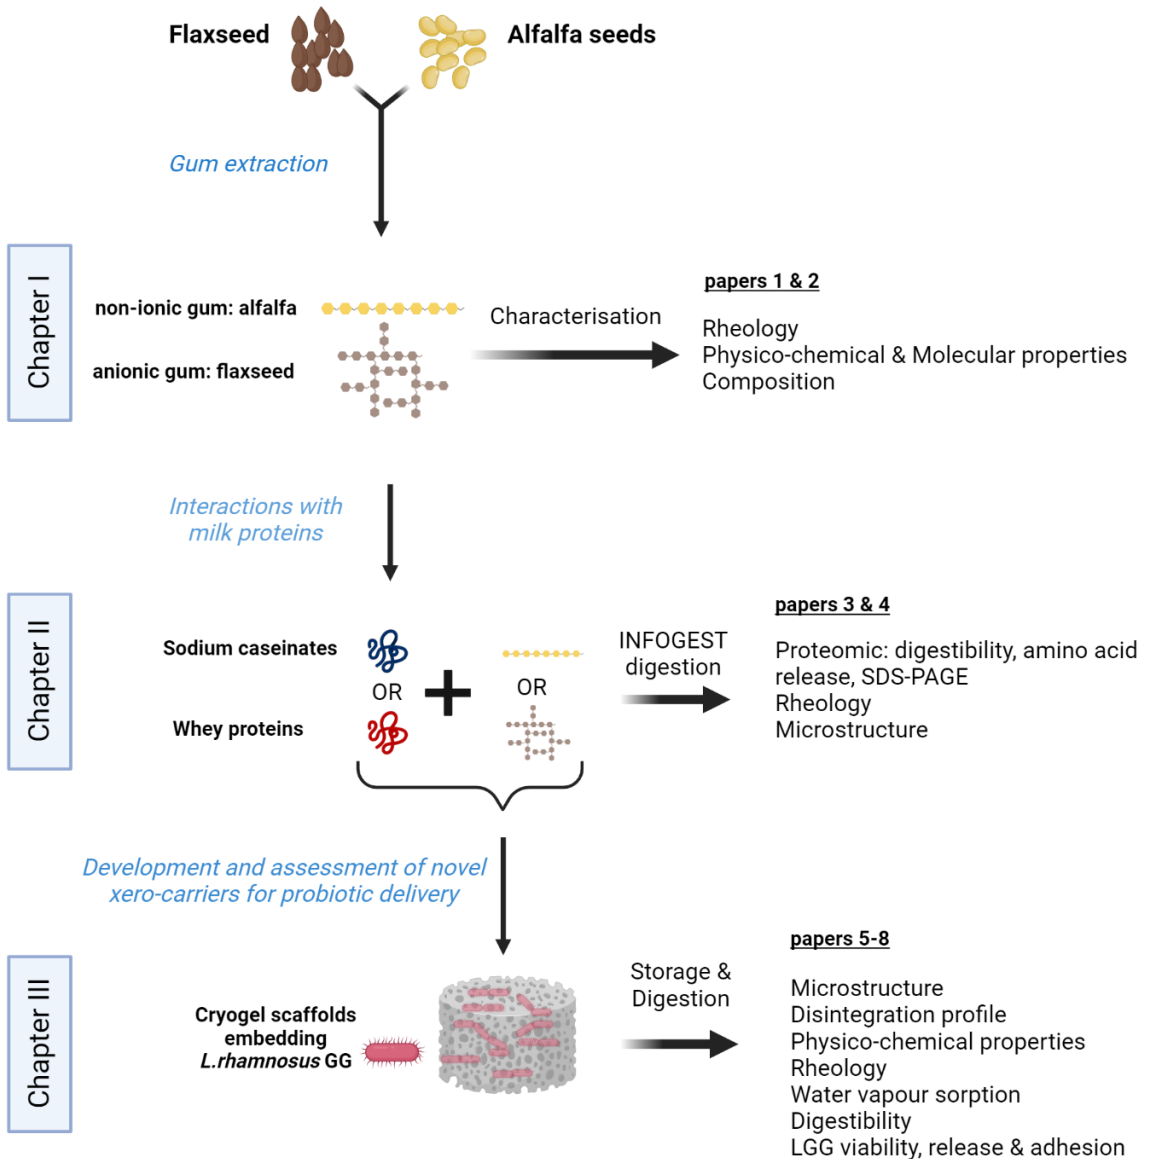 Flaxseed
Alfalfa seeds
Gum extraction
Chapter I
non-ionic gum: alfalfa
anionic gum: flaxseed
Characterisation
papers 1 & 2
Rheology
Physico-chemical & Molecular properties
Composition
Interactions with
milk proteins
Chapter II
Sodium caseinates
OR
Whey proteins
OR
INFOGEST
digestion
papers 3 & 4
Proteomic: digestibility, amino acid
release, SDS-PAGE
Rheology
Microstructure
Development and assessment of novel
xero-carriers for probiotic delivery
Chapter III
Cryogel scaffolds
embedding
L.rhamnosus GG
Storage &
Digestion
papers 5-8
Microstructure
Disintegration profile
Physico-chemical properties
Rheology
Water vapour sorption
Digestibility
LGG viability, release & adhesion